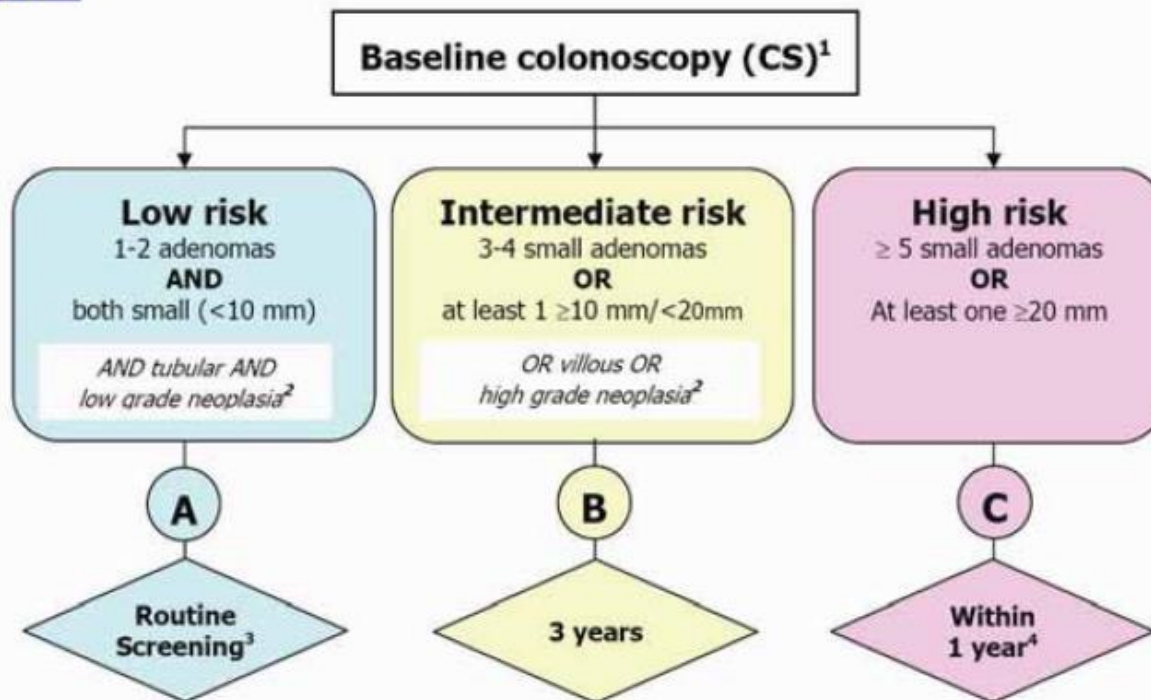 Baseline colonoscopy (CS)¹
Low risk
1-2 adenomas
AND
both small (<10 mm)
AND tubular AND
low grade neoplasia²
A
Routine
Screening³
Intermediate risk
3-4 small adenomas
OR
at least 1 ≥10 mm/<20mm
OR villous OR
high grade neoplasia²
B
3 years
High risk
≥ 5 small adenomas
OR
At least one ≥20 mm
C
Within
1 year⁴